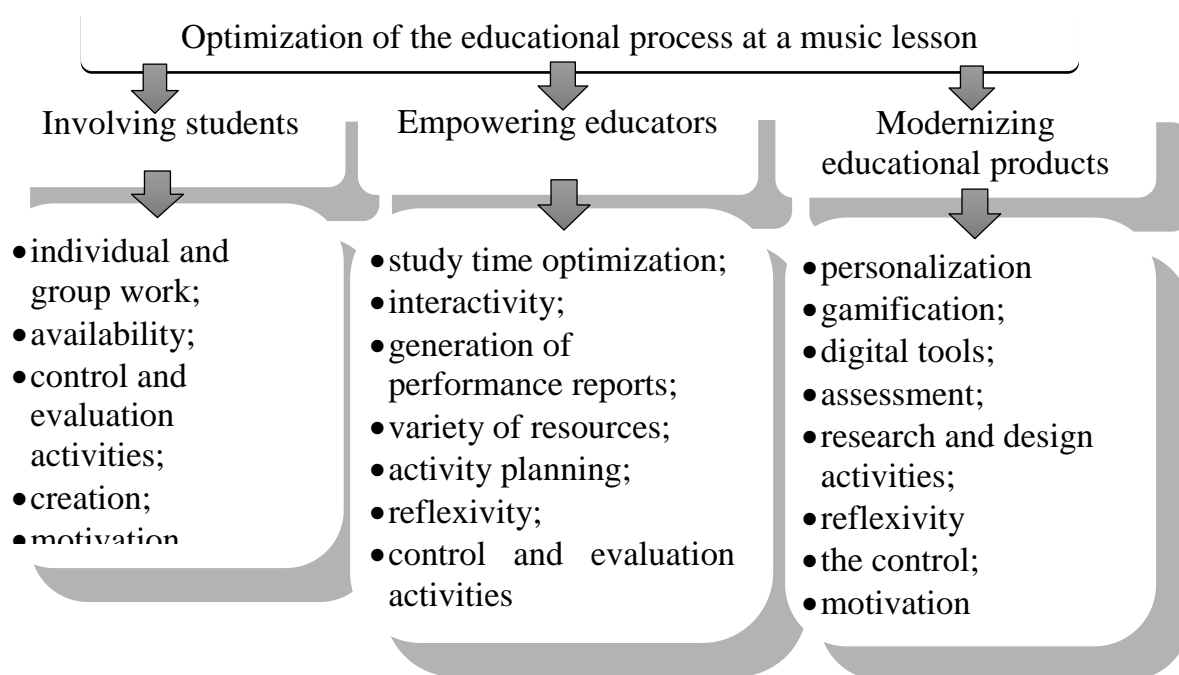 Optimization of the educational process at a music lesson
Involving students
Empowering educators
Modernizing
educational products
•individual and
group work;
•availability;
•control and
evaluation
activities;
•creation;
•motivation
•study time optimization;
•interactivity;
•generation of
performance reports;
•variety of resources;
•activity planning;
•reflexivity;
•control and evaluation
activities
•personalization
•gamification;
•digital tools;
•assessment;
•research and design
activities;
•reflexivity
•the control;
•motivation